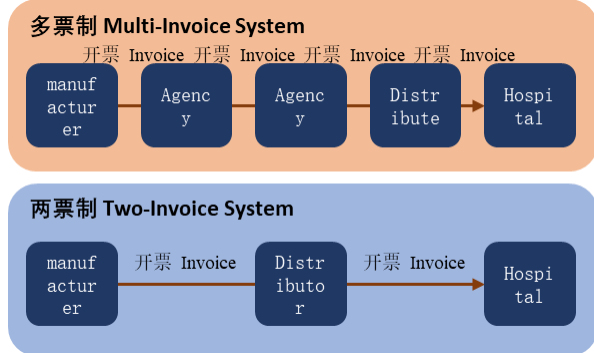 多票制 Multi-Invoice System
开票 Invoice 开票 Invoice 开票 Invoice 开票 Invoice
manuf
actur
er
Agenc
y
Agenc
y
Distr
ibute
Hospi
tal
两票制 Two-Invoice System
manuf
actur
er
开票 Invoice
Distr
ibuto
r
开票 Invoice
Hospi
tal